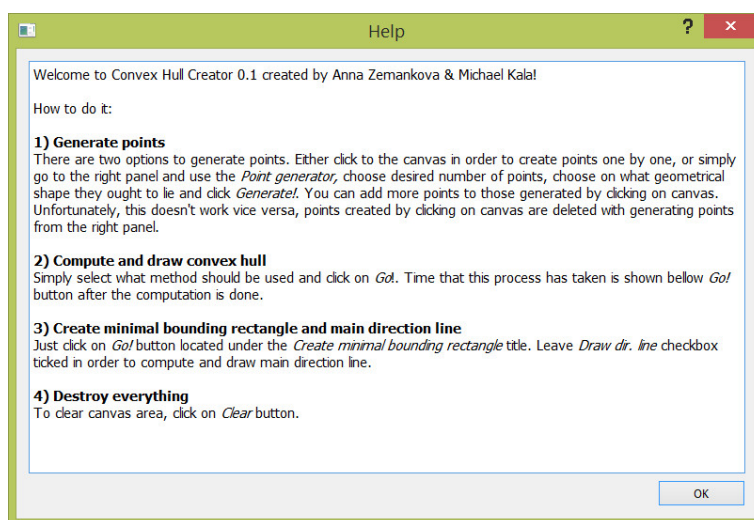 Help
?
Welcome to Convex Hull Creator 0.1 created by Anna Zemankova & Michael Kala!
How to do it:
1) Generate points
There are two options to generate points. Either click to the canvas in order to create points one by one, or simply
go to the right panel and use the Point generator, choose desired number of points, choose on what geometrical
shape they ought to lie and click Generate!. You can add more points to those generated by clicking on canvas.
Unfortunately, this doesn't work vice versa, points created by clicking on canvas are deleted with generating points
from the right panel.
2) Compute and draw convex hull
Simply select what method should be used and click on Go!. Time that this process has taken is shown bellow Go!
button after the computation is done.
3) Create minimal bounding rectangle and main direction line
Just click on Go! button located under the Create minimal bounding rectangle title. Leave Draw dir. line checkbox
ticked in order to compute and draw main direction line.
4) Destroy everything
To clear canvas area, click on Clear button.
OK